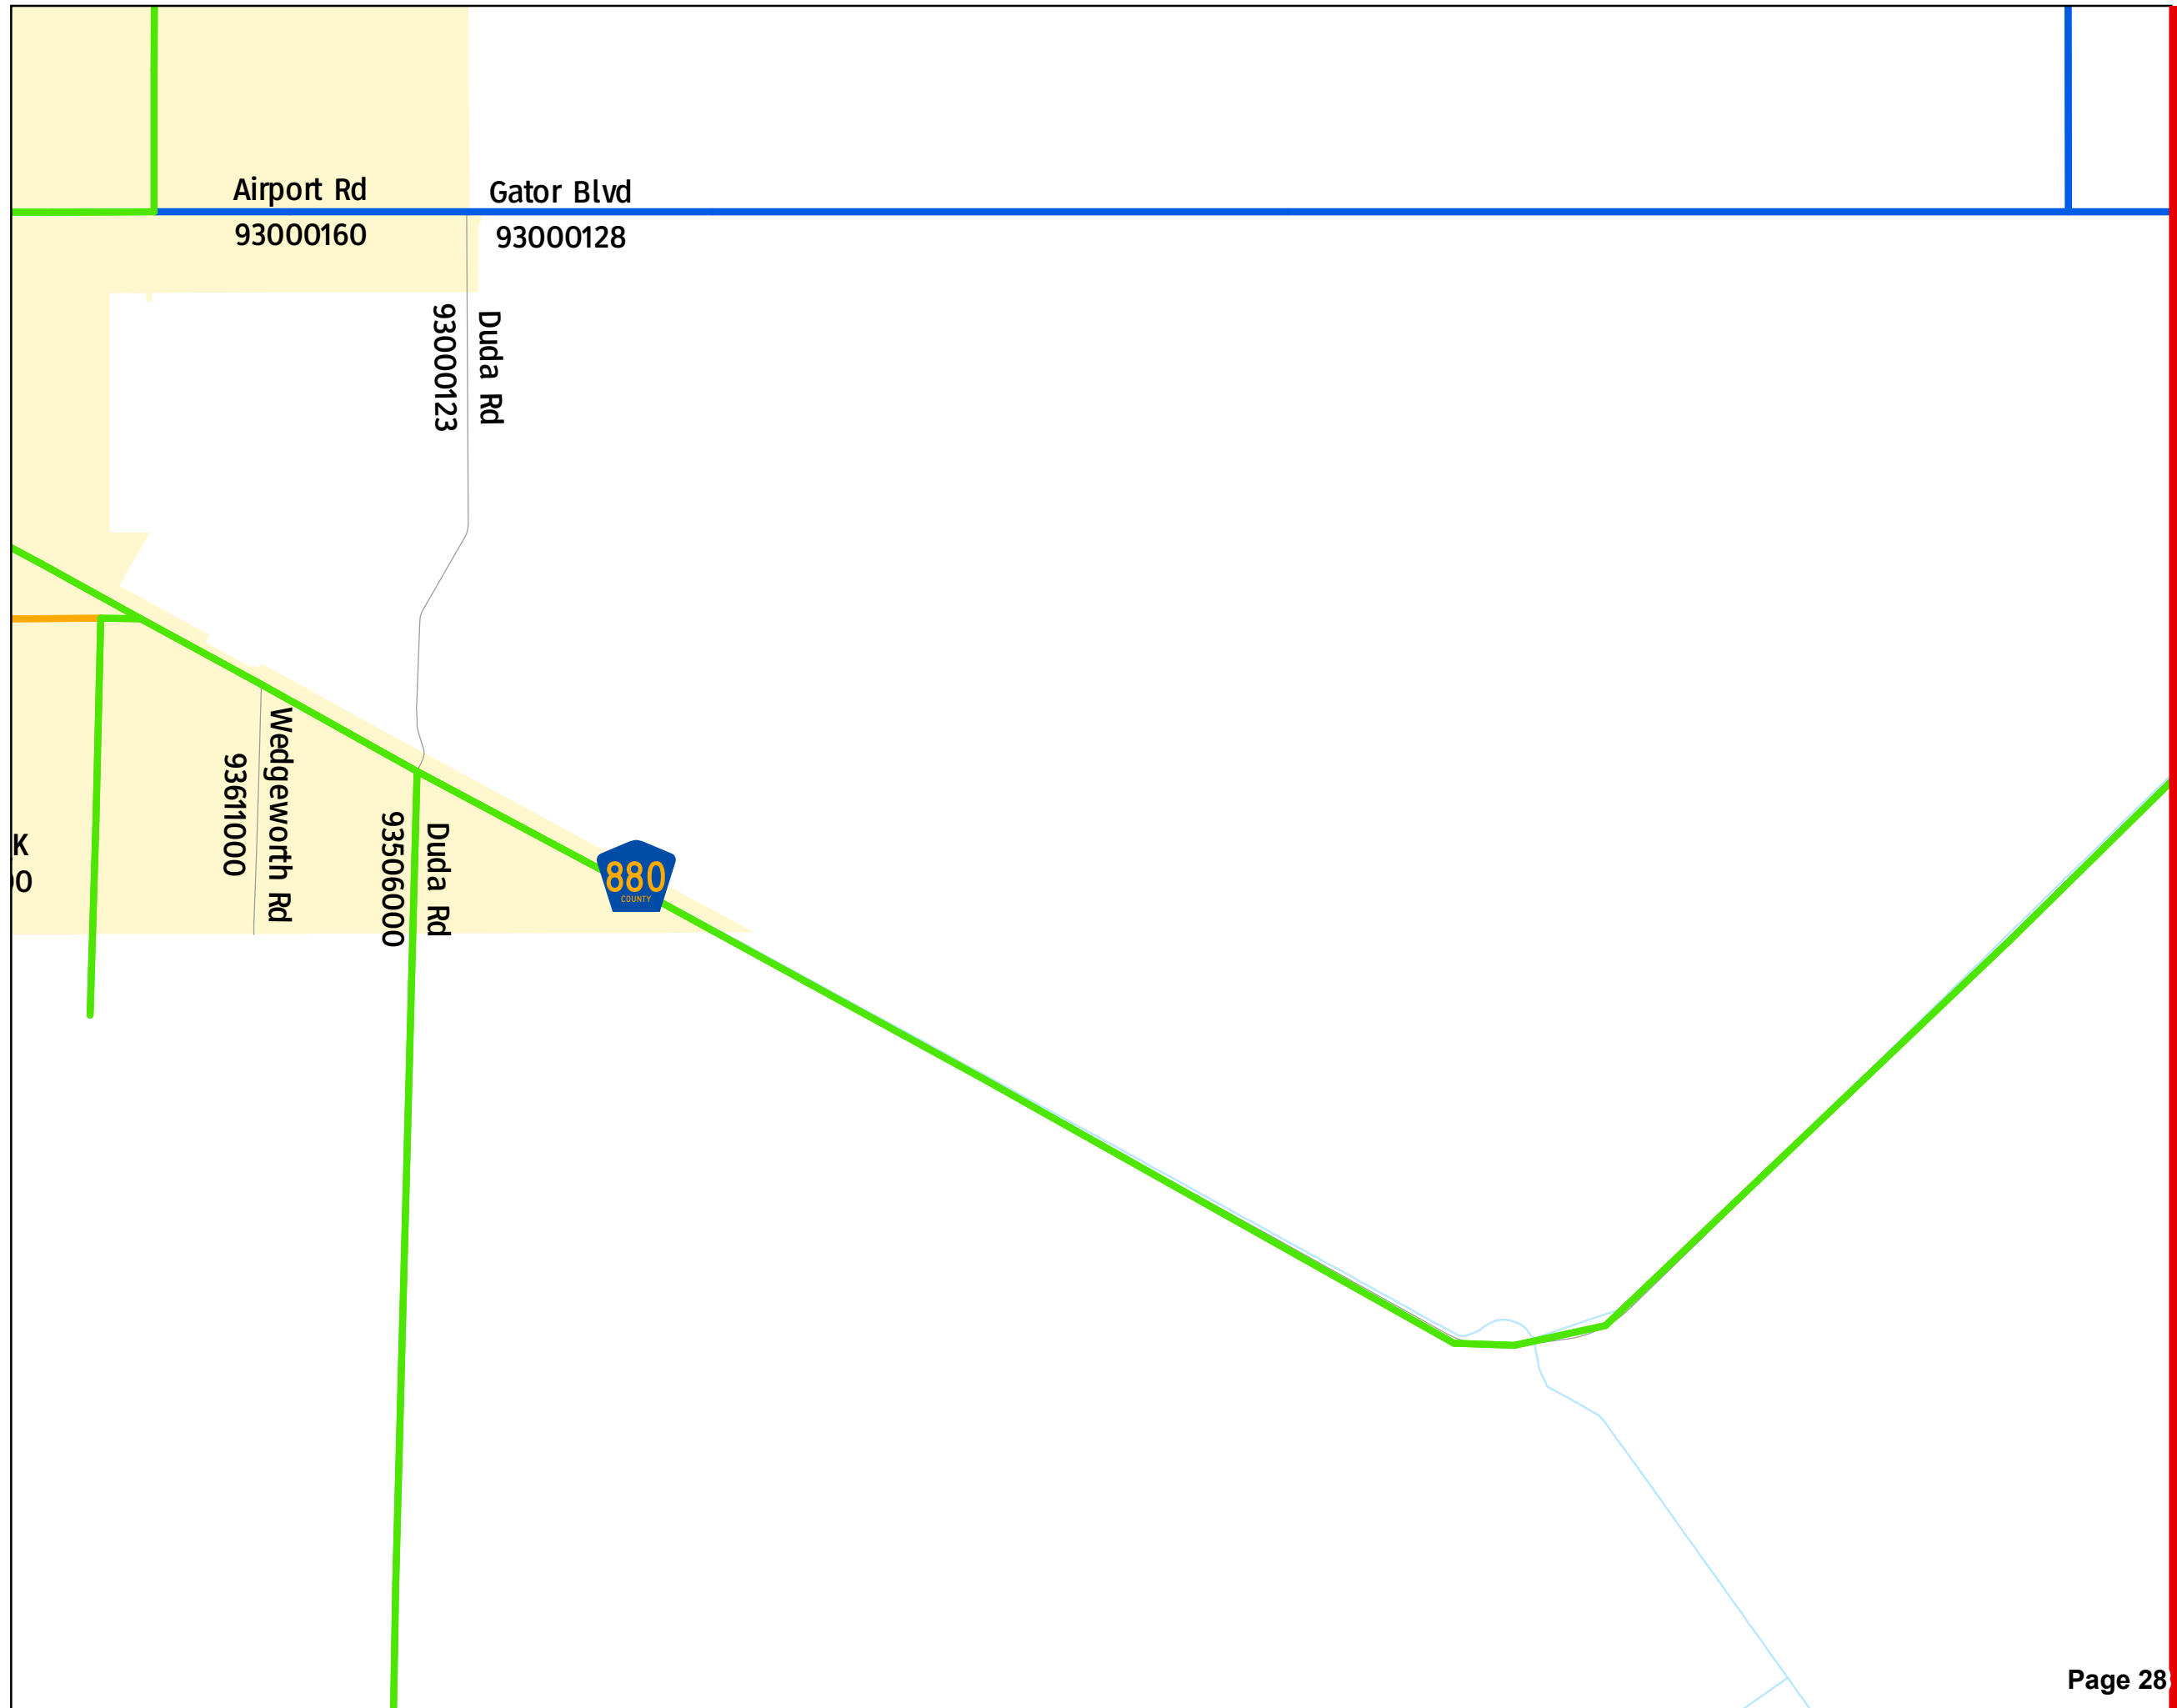 Airport Rd
93000160
Gator Blvd
93000128
93000123
Duda Rd
Wedgeworth Rd
93611000
93506000
Duda Rd
880
COUNTY
K
Page 28